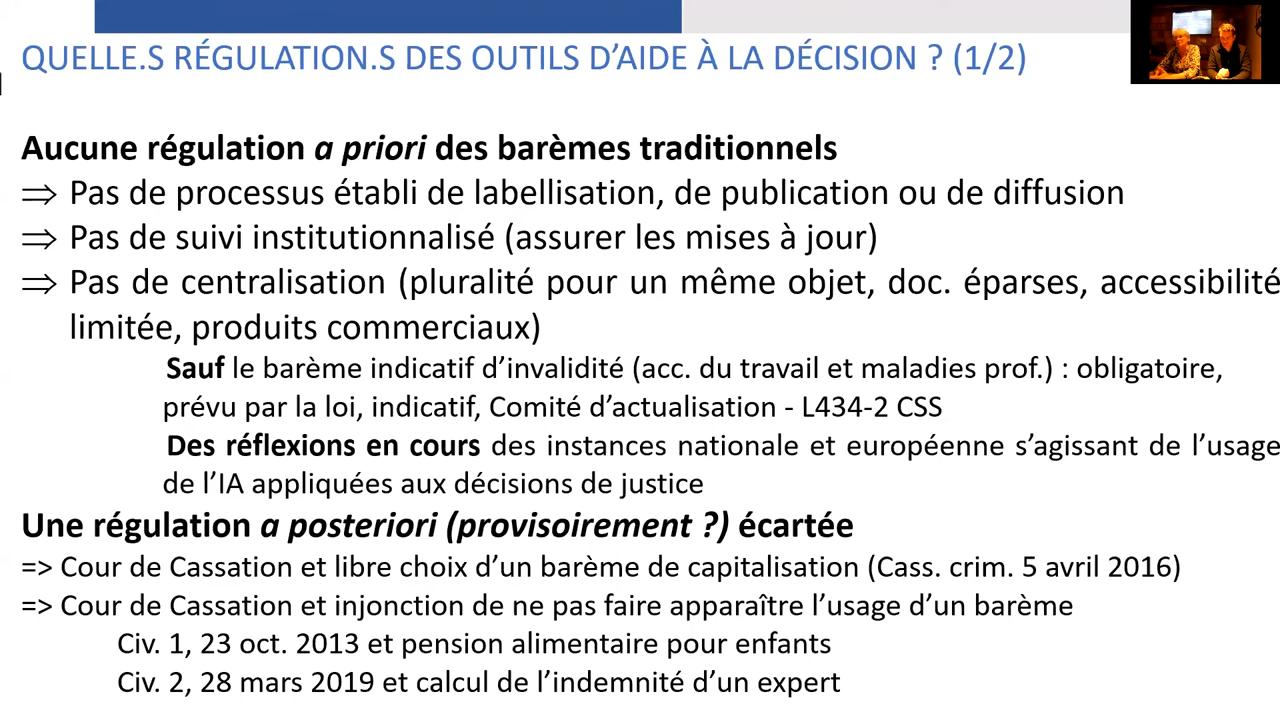 QUELLE.S RÉGULATION.S DES OUTILS D’AIDE À LA DÉCISION ? (1/2)
Aucune régulation a priori des barèmes traditionnels
⇒ Pas de processus établi de labellisation, de publication ou de diffusion
⇒ Pas de suivi institutionnalisé (assurer les mises à jour)
⇒ Pas de centralisation (pluralité pour un même objet, doc. éparses, accessibilité
limitée, produits commerciaux)
Sauf le barème indicatif d’invalidité (acc. du travail et maladies prof.) : obligatoire,
prévu par la loi, indicatif, Comité d’actualisation - L434-2 CSS
Des réflexions en cours des instances nationale et européenne s’agissant de l’usage
de l’IA appliquées aux décisions de justice
Une régulation a posteriori (provisoirement ?) écartée
=> Cour de Cassation et libre choix d’un barème de capitalisation (Cass. crim. 5 avril 2016)
=> Cour de Cassation et injonction de ne pas faire apparaître l’usage d’un barème
Civ. 1, 23 oct. 2013 et pension alimentaire pour enfants
Civ. 2, 28 mars 2019 et calcul de l’indemnité d’un expert